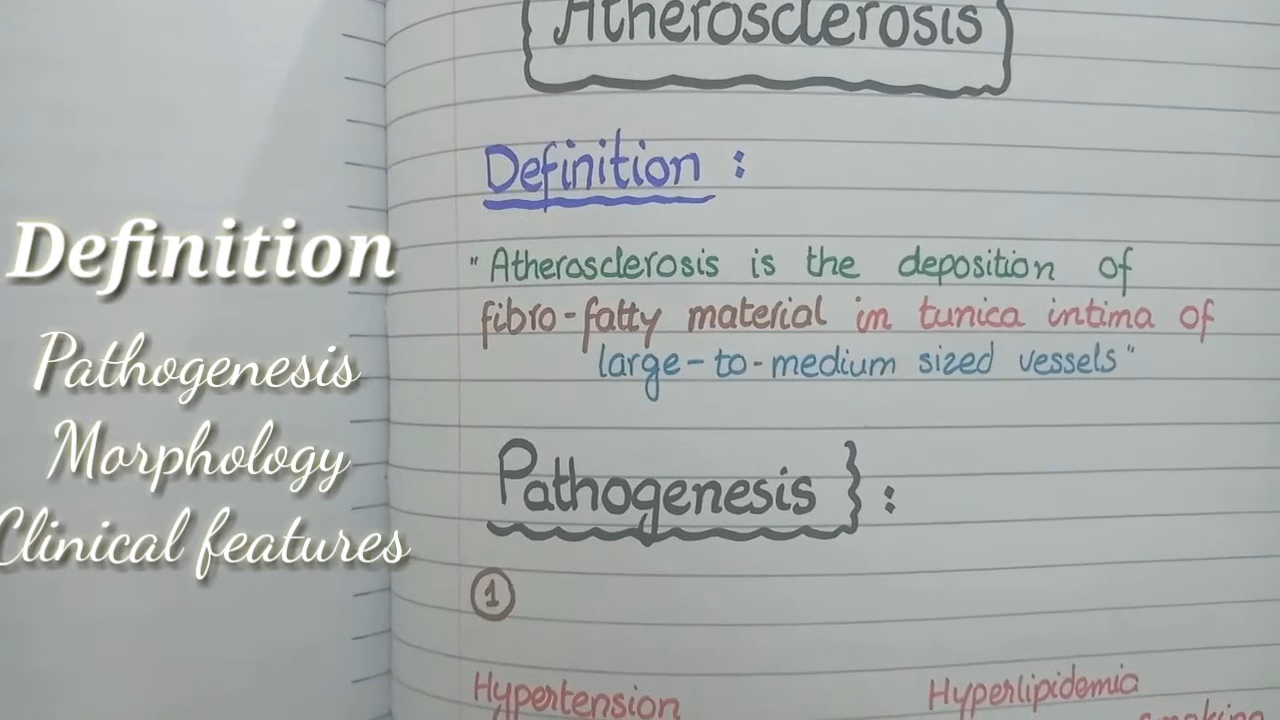 Atherosclerosis
Definition :
" Atherosclerosis is the deposition of
fibro-fatty material in tunica intima of
large-to-medium sized vessels"
Pathogenesis } :
1
Hypertension
Hyperlipidemia
smoking
Definition
Pathogenesis
Morphology
Clinical features